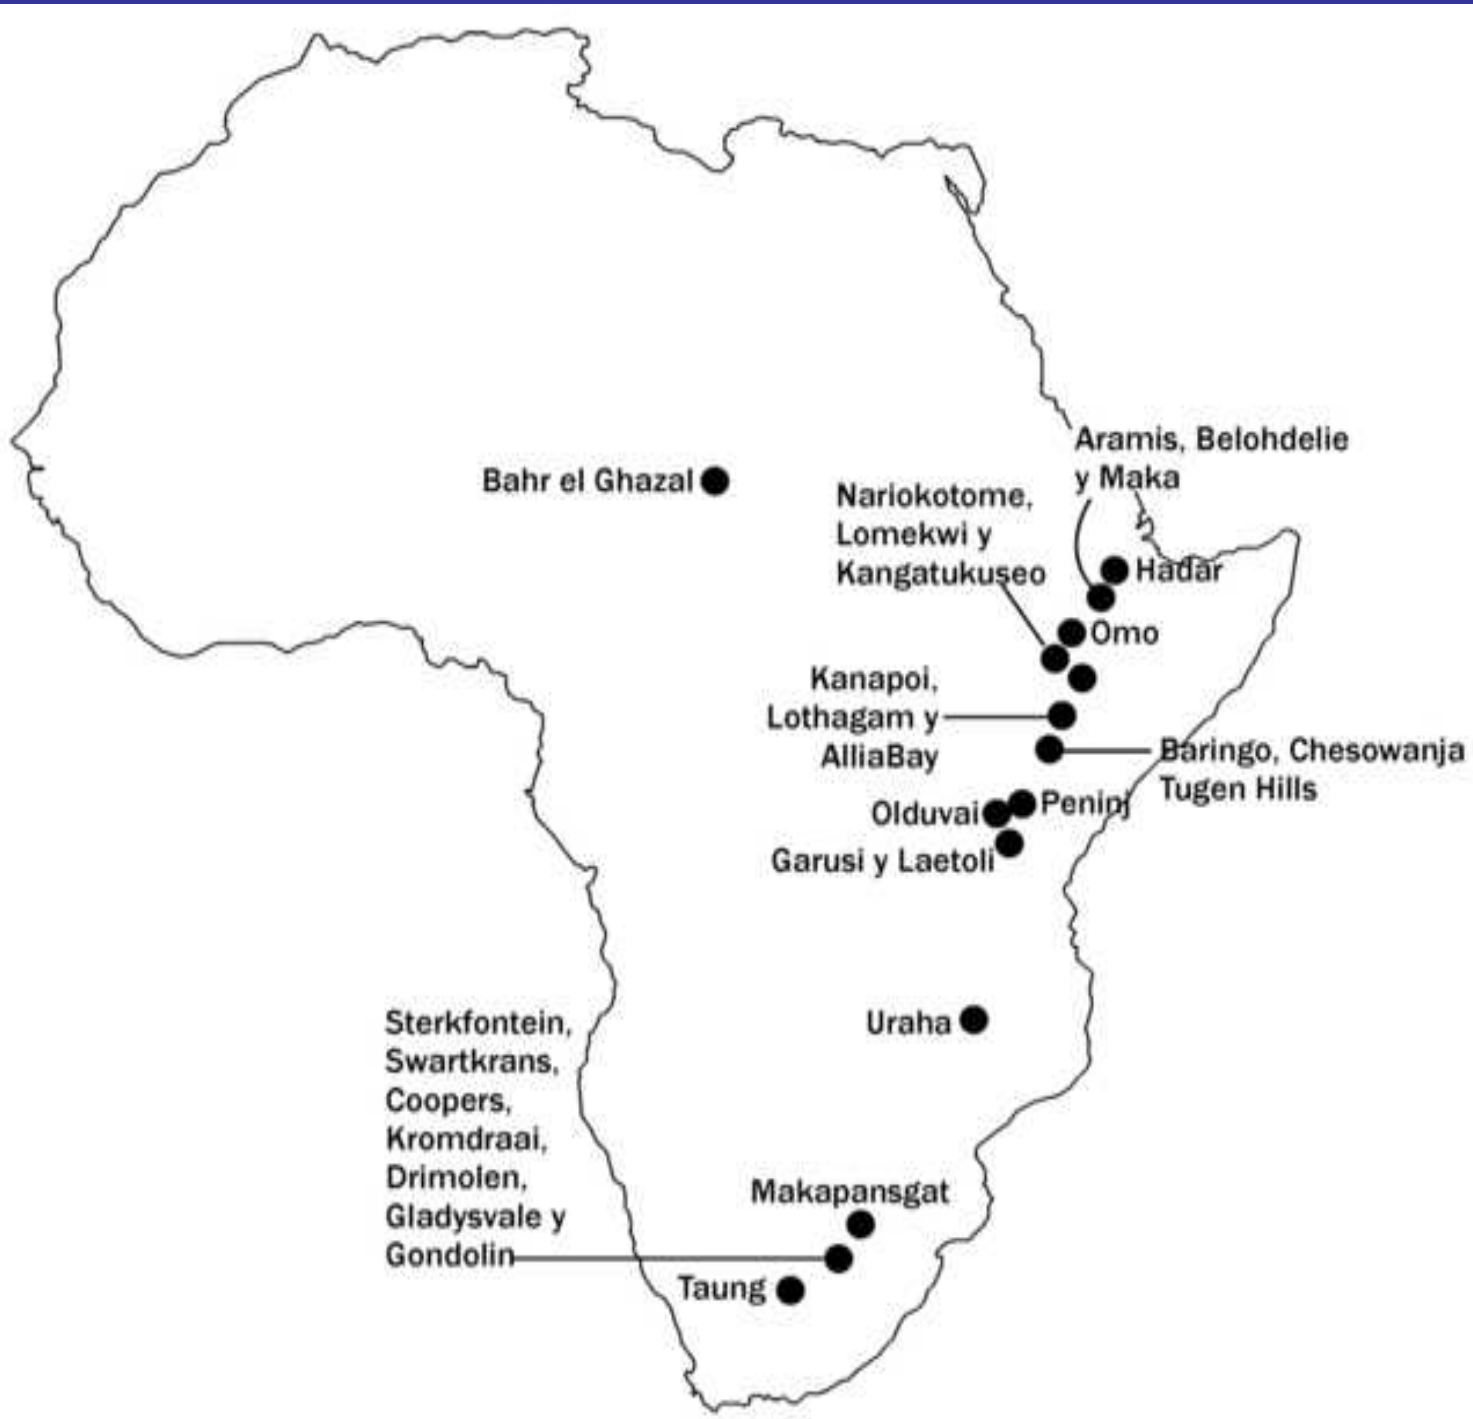 Aramis, Belohdelie
y Maka
Bahr el Ghazal
Nariokotome,
Lomekwi y
Kangatukuseo
Hadar
Omo
Kanapoi,
Lothagam y
AlliaBay
Baringo, Chesowanja
Tugen Hills
Olduvai
Peninj
Garusi y Laetoli
Uraha
Sterkfontein,
Swartkrans,
Coopers,
Kromdraai,
Drimolen,
Gladysvale y
Gondolin
Makapansgat
Taung